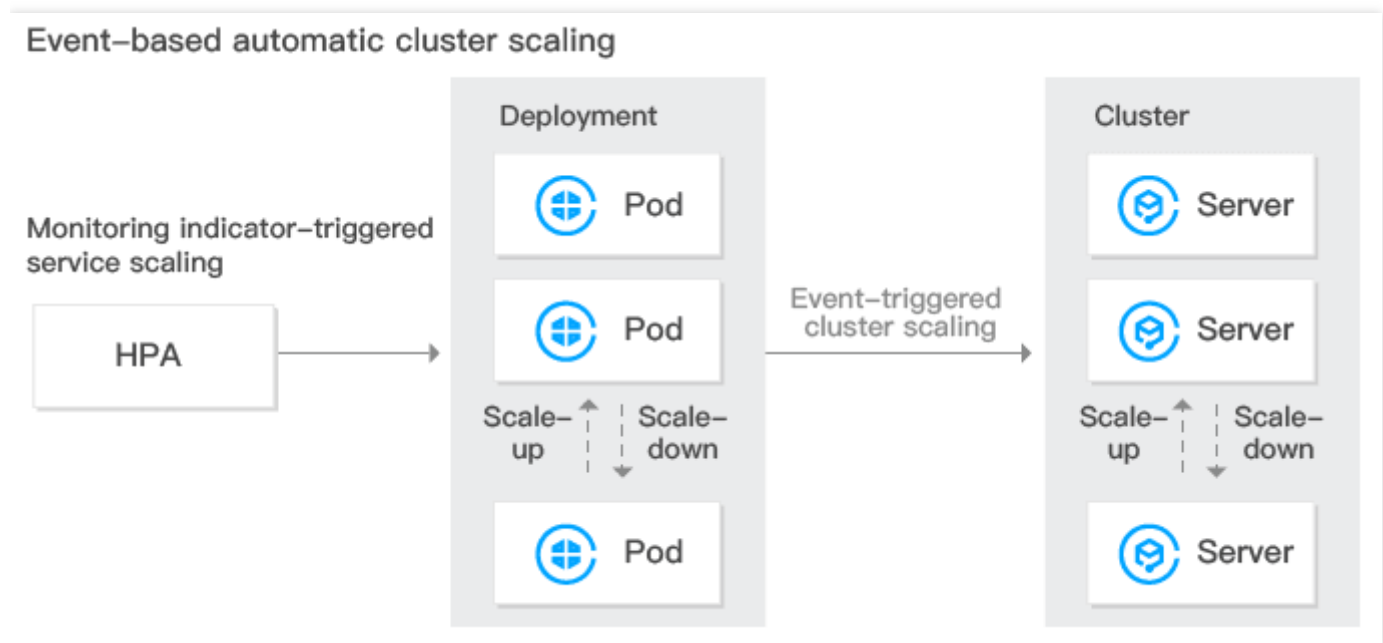 Event–based automatic cluster scaling
Monitoring indicator–triggered
service scaling
HPA
Deployment
Pod
Pod
Scale–
up
Scale–
down
Pod
Event–triggered
cluster scaling
Cluster
Server
Server
Scale–
up
Scale–
down
Server